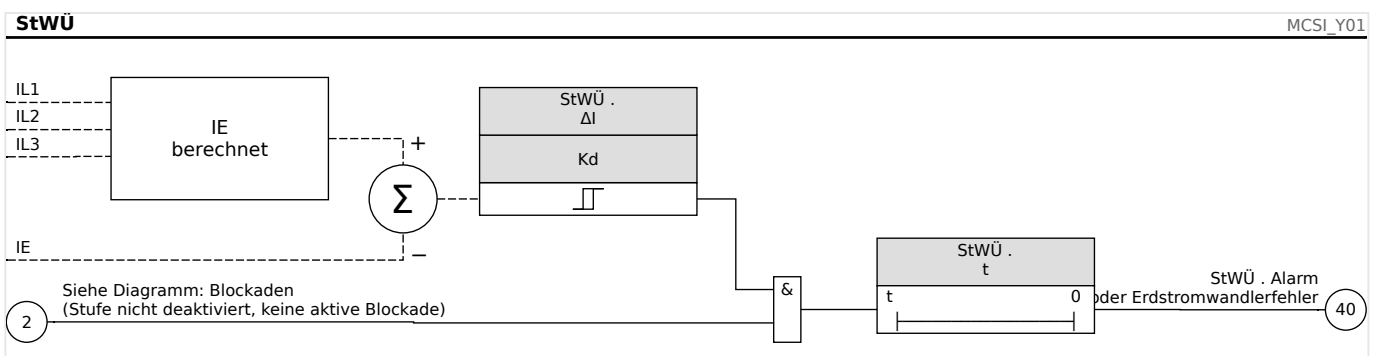 StWÜ
MCSI_Y01
IL1
IL2
IL3
IE
berechnet
+
Σ
−
IE
StWÜ .
ΔI
Kd
Siehe Diagramm: Blockaden
(Stufe nicht deaktiviert, keine aktive Blockade)
2
&
StWÜ .
t
t
0
StWÜ . Alarm
oder Erdstromwandlerfehler
40